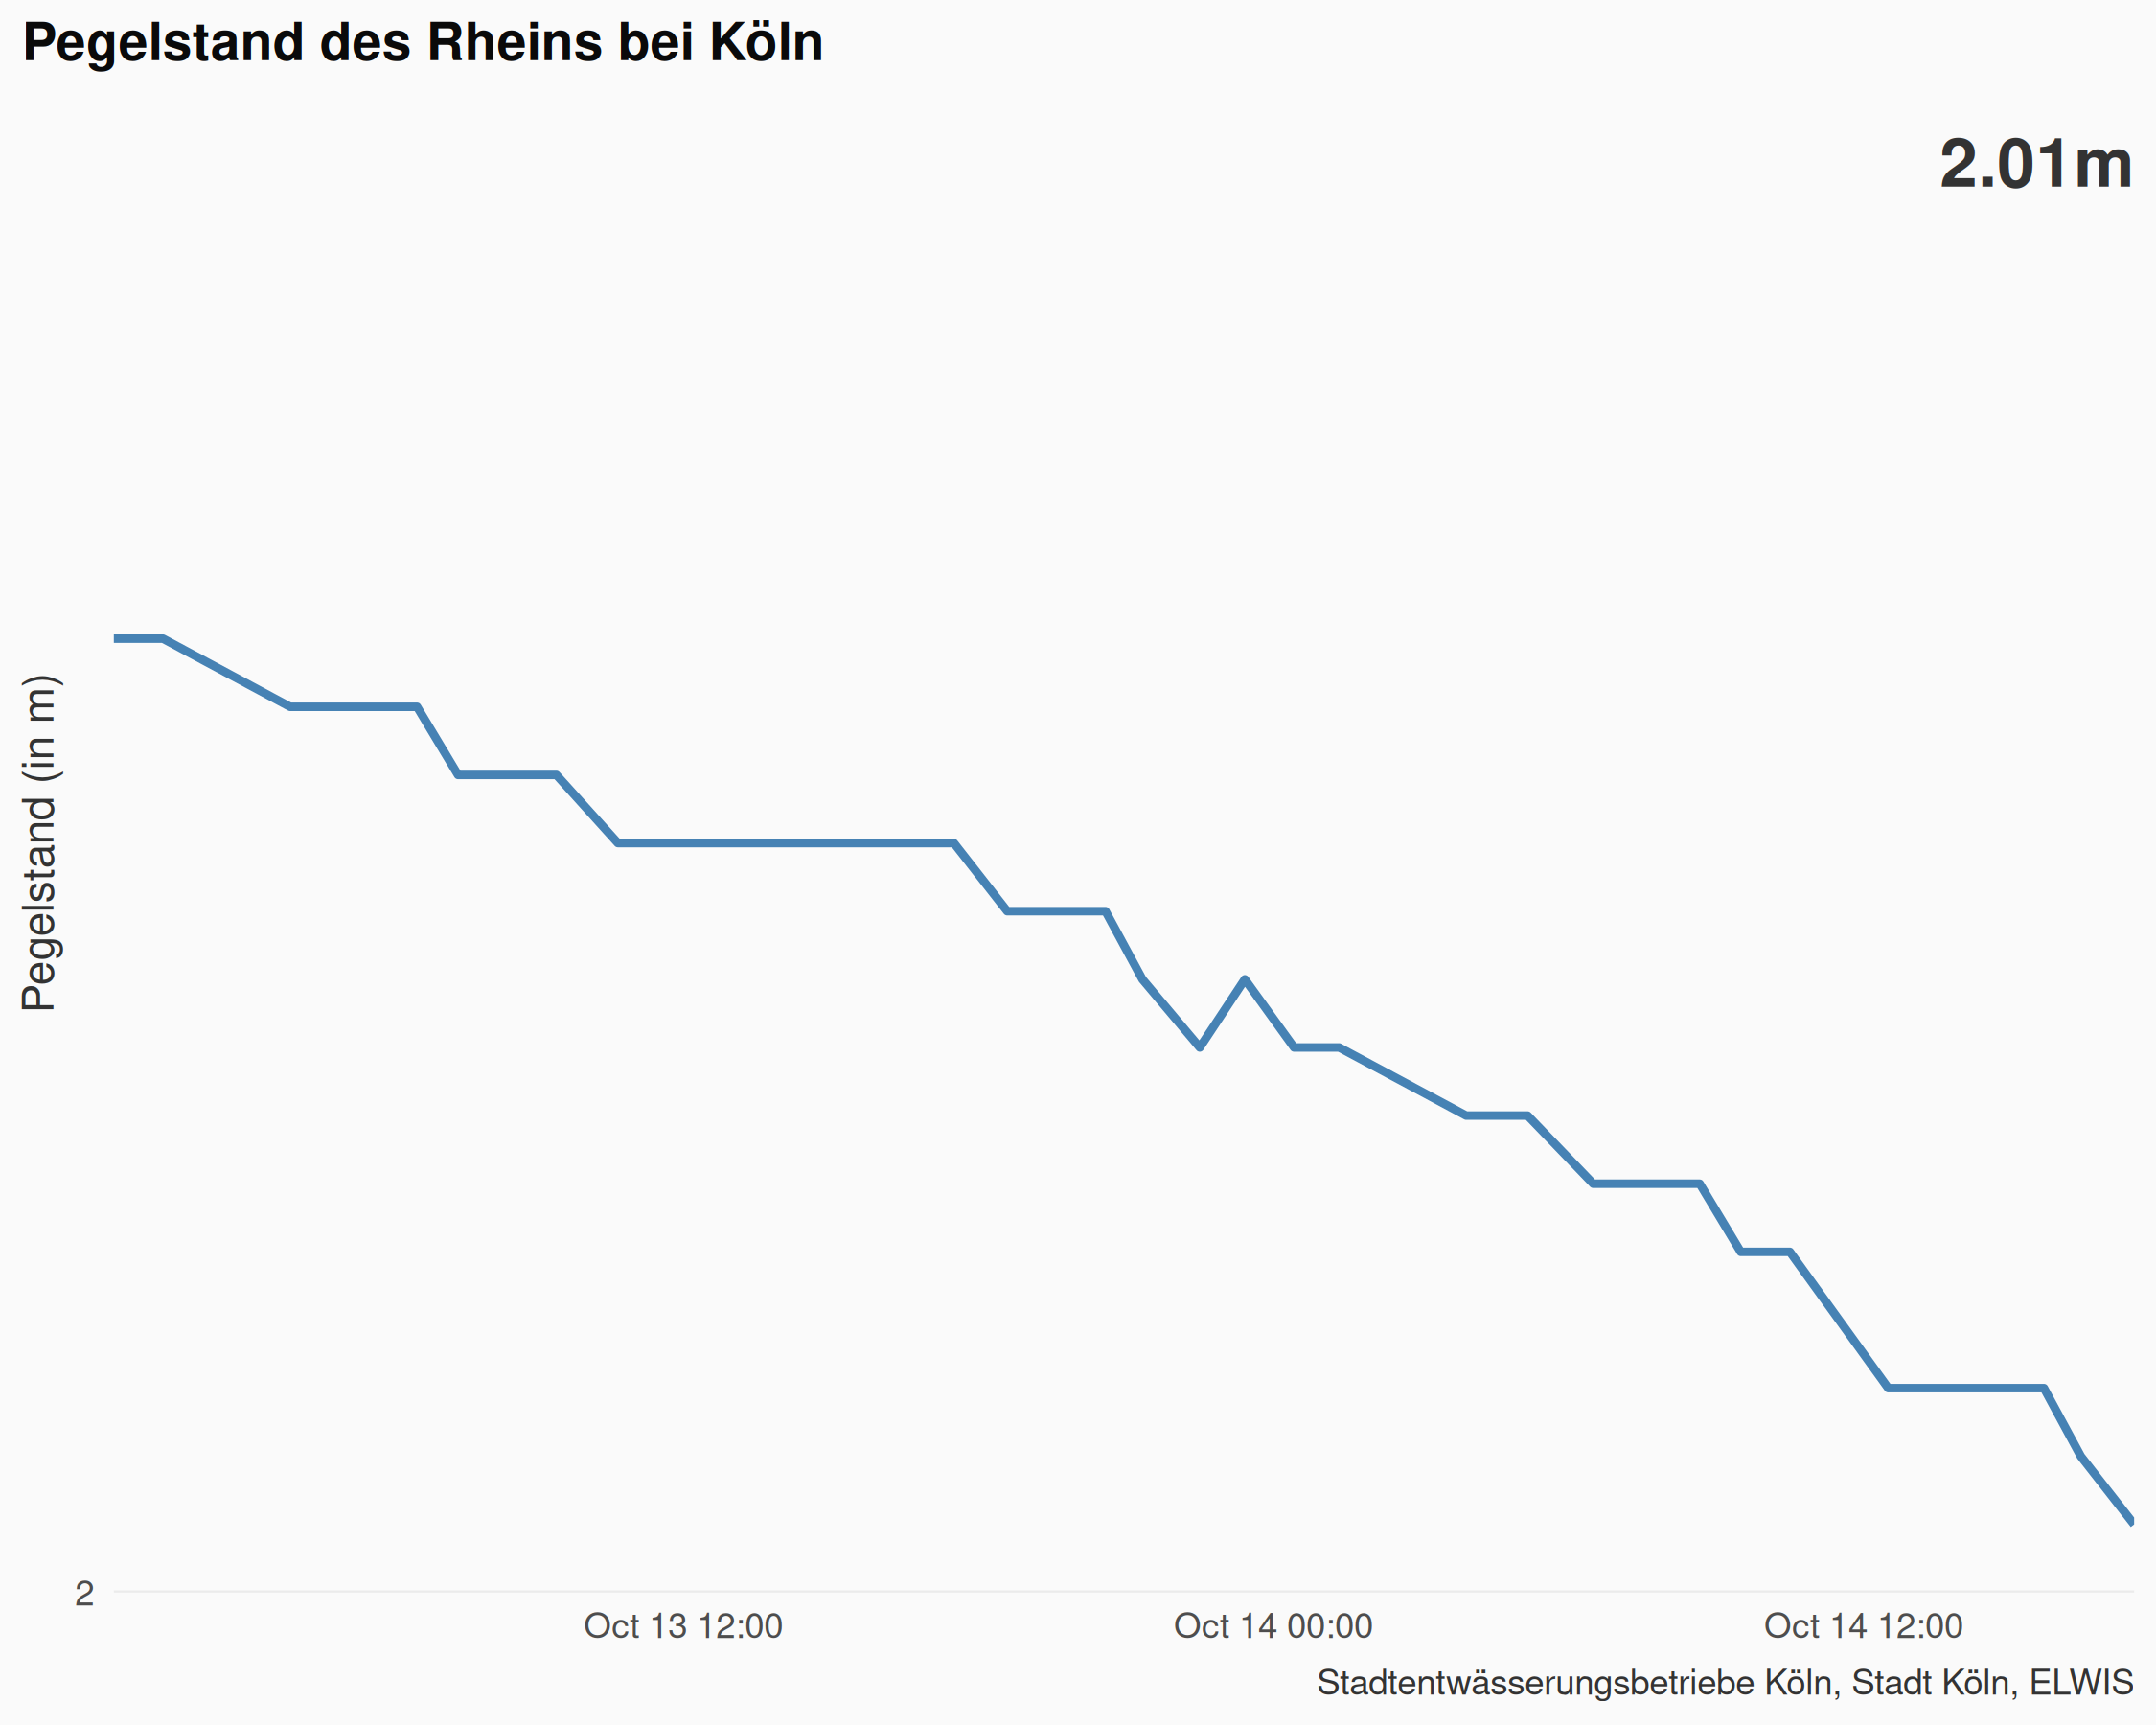 Pegelstand des Rheins bei Köln
2.01m
Pegelstand (in m)
2
Oct 13 12:00
Oct 14 00:00
Oct 14 12:00
Stadtentwässerungsbetriebe Köln, Stadt Köln, ELWIS